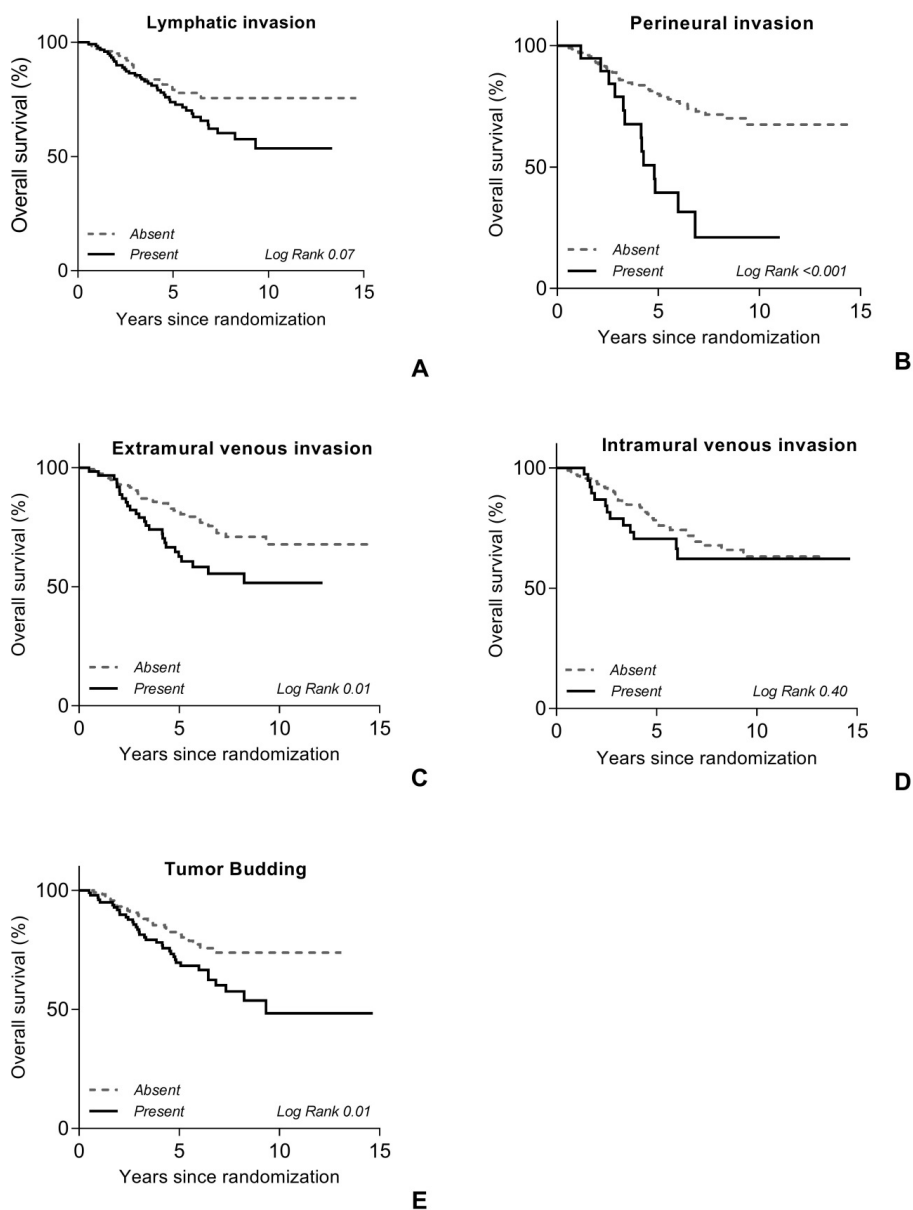 Lymphatic invasion
Overall survival (%)
100
50
0
Absent
Present
Log Rank 0.07
0 5 10 15
Years since randomization
A
Perineural invasion
Overall survival (%)
100
50
0
Absent
Present
Log Rank <0.001
0 5 10 15
Years since randomization
B
Extramural venous invasion
Overall survival (%)
100
50
0
Absent
Present
Log Rank 0.01
0 5 10 15
Years since randomization
C
Intramural venous invasion
Overall survival (%)
100
50
0
Absent
Present
Log Rank 0.40
0 5 10 15
Years since randomization
D
Tumor Budding
Overall survival (%)
100
50
0
Absent
Present
Log Rank 0.01
0 5 10 15
Years since randomization
E